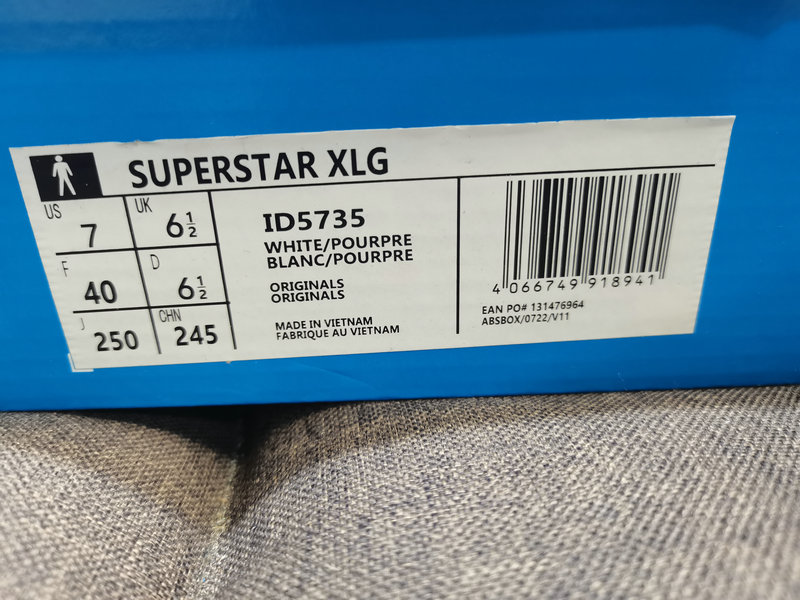 SUPERSTAR XLG
US 7 UK 6½
F 40 D 6½
J 250 CHN 245
ID5735
WHITE/POURPRE
BLANC/POURPRE
ORIGINALS
ORIGINALS
MADE IN VIETNAM
FABRIQUE AU VIETNAM
4 066749 918941
EAN PO# 131476964
ABSBOX/0722/V11